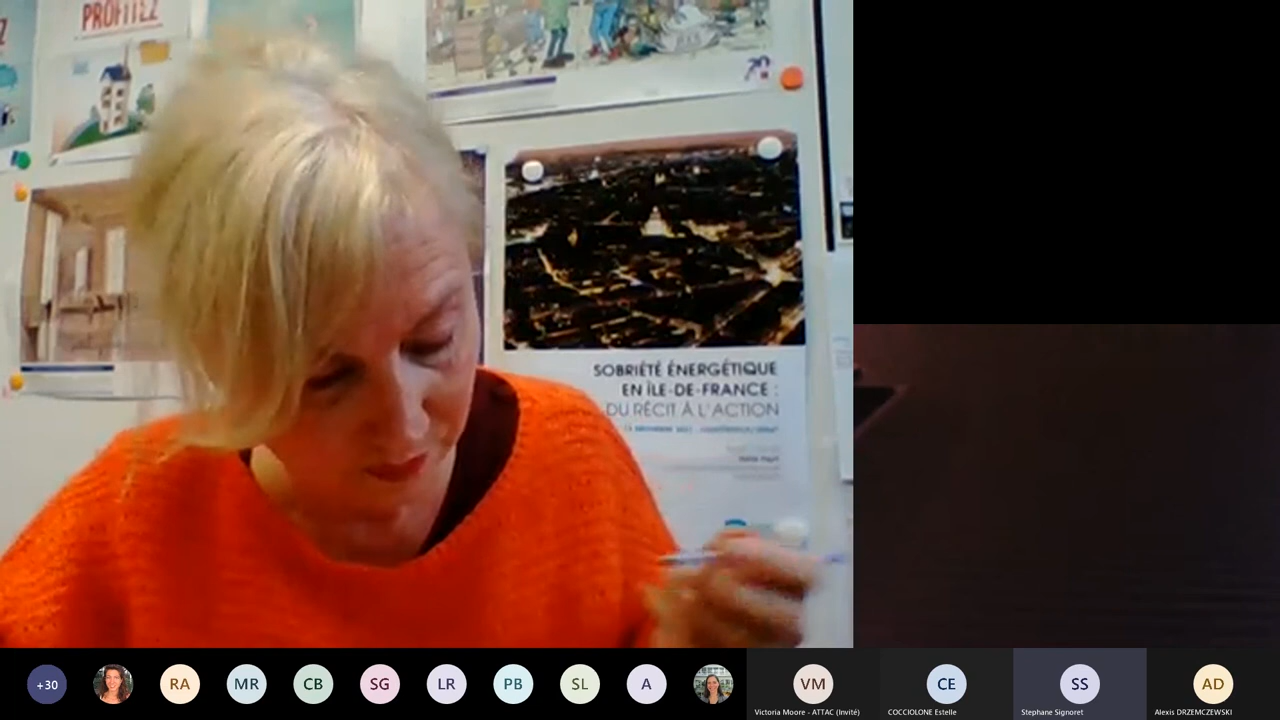 PROFITEZ
Z
70
SOBRIÉTÉ ÉNERGÉTIQUE
EN ÎLE-DE-FRANCE :
DU RÉCIT À L'ACTION
+30
RA
MR
CB
SG
LR
PB
SL
A
VM
CE
SS
AD
Victoria Moore - ATTAC (Invité)
COCCIOLONE Estelle
Stephane Signoret
Alexis DRZEMCZEWSKI